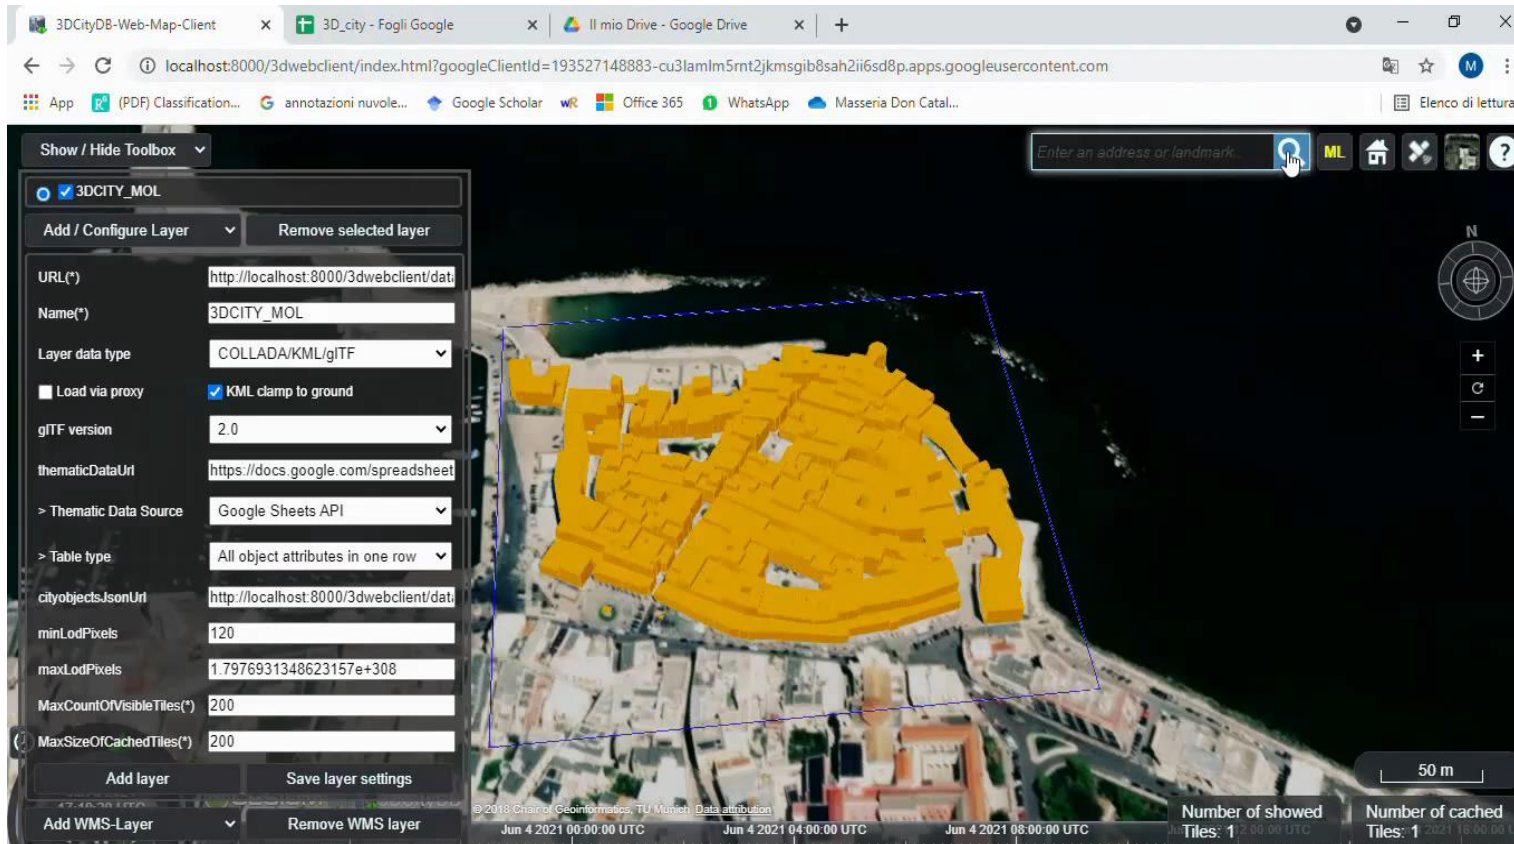 3DCityDB-Web-Map-Client
3D_city - Fogli Google
Il mio Drive - Google Drive
localhost:8000/3dwebclient/index.html?googleClientId=193527148883-cu3lamlm5rnt2jkmsgib8sah2ii6sd8p.apps.googleusercontent.com
M
App
(PDF) Classification...
annotazioni nuvole...
Google Scholar
Office 365
WhatsApp
Masseria Don Catal...
Elenco di lettura
Show / Hide Toolbox
Enter an address or landmark..
ML
?
3DCITY_MOL
Add / Configure Layer
Remove selected layer
N
URL(*)
http://localhost:8000/3dwebclient/data
Name(*)
3DCITY_MOL
Layer data type
COLLADA/KML/glTF
Load via proxy
KML clamp to ground
glTF version
2.0
thematicDataUrl
https://docs.google.com/spreadsheet
> Thematic Data Source
Google Sheets API
> Table type
All object attributes in one row
cityobjectsJsonUrl
http://localhost:8000/3dwebclient/data
minLodPixels
120
maxLodPixels
1.7976931348623157e+308
MaxCountOfVisibleTiles(*)
200
MaxSizeOfCachedTiles(*)
200
Add layer
Save layer settings
50 m
© 2018 Chair of Geoinformatics, TU Munich Data attribution
Number of showed
Tiles: 1
Number of cached
Tiles: 1
Add WMS-Layer
Remove WMS layer
Jun 4 2021 00:00:00 UTC
Jun 4 2021 04:00:00 UTC
Jun 4 2021 08:00:00 UTC